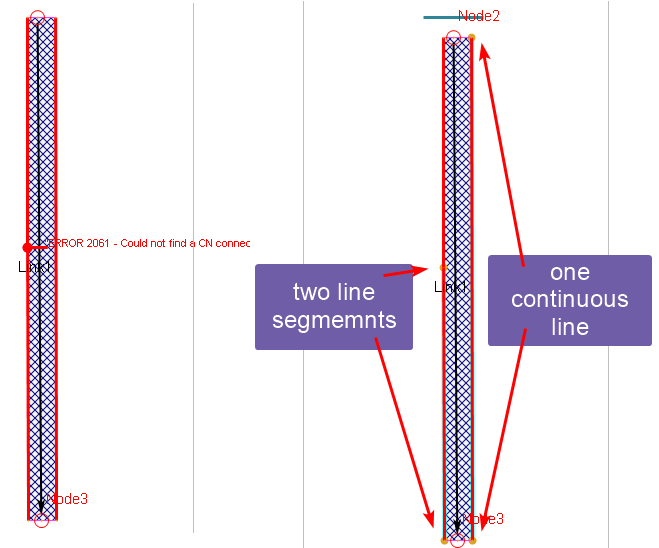 Node2
ERROR 2061 - Could not find a CN connec
Link1
Link1
two line
segmemnts
one
continuous
line
Node3
Node3